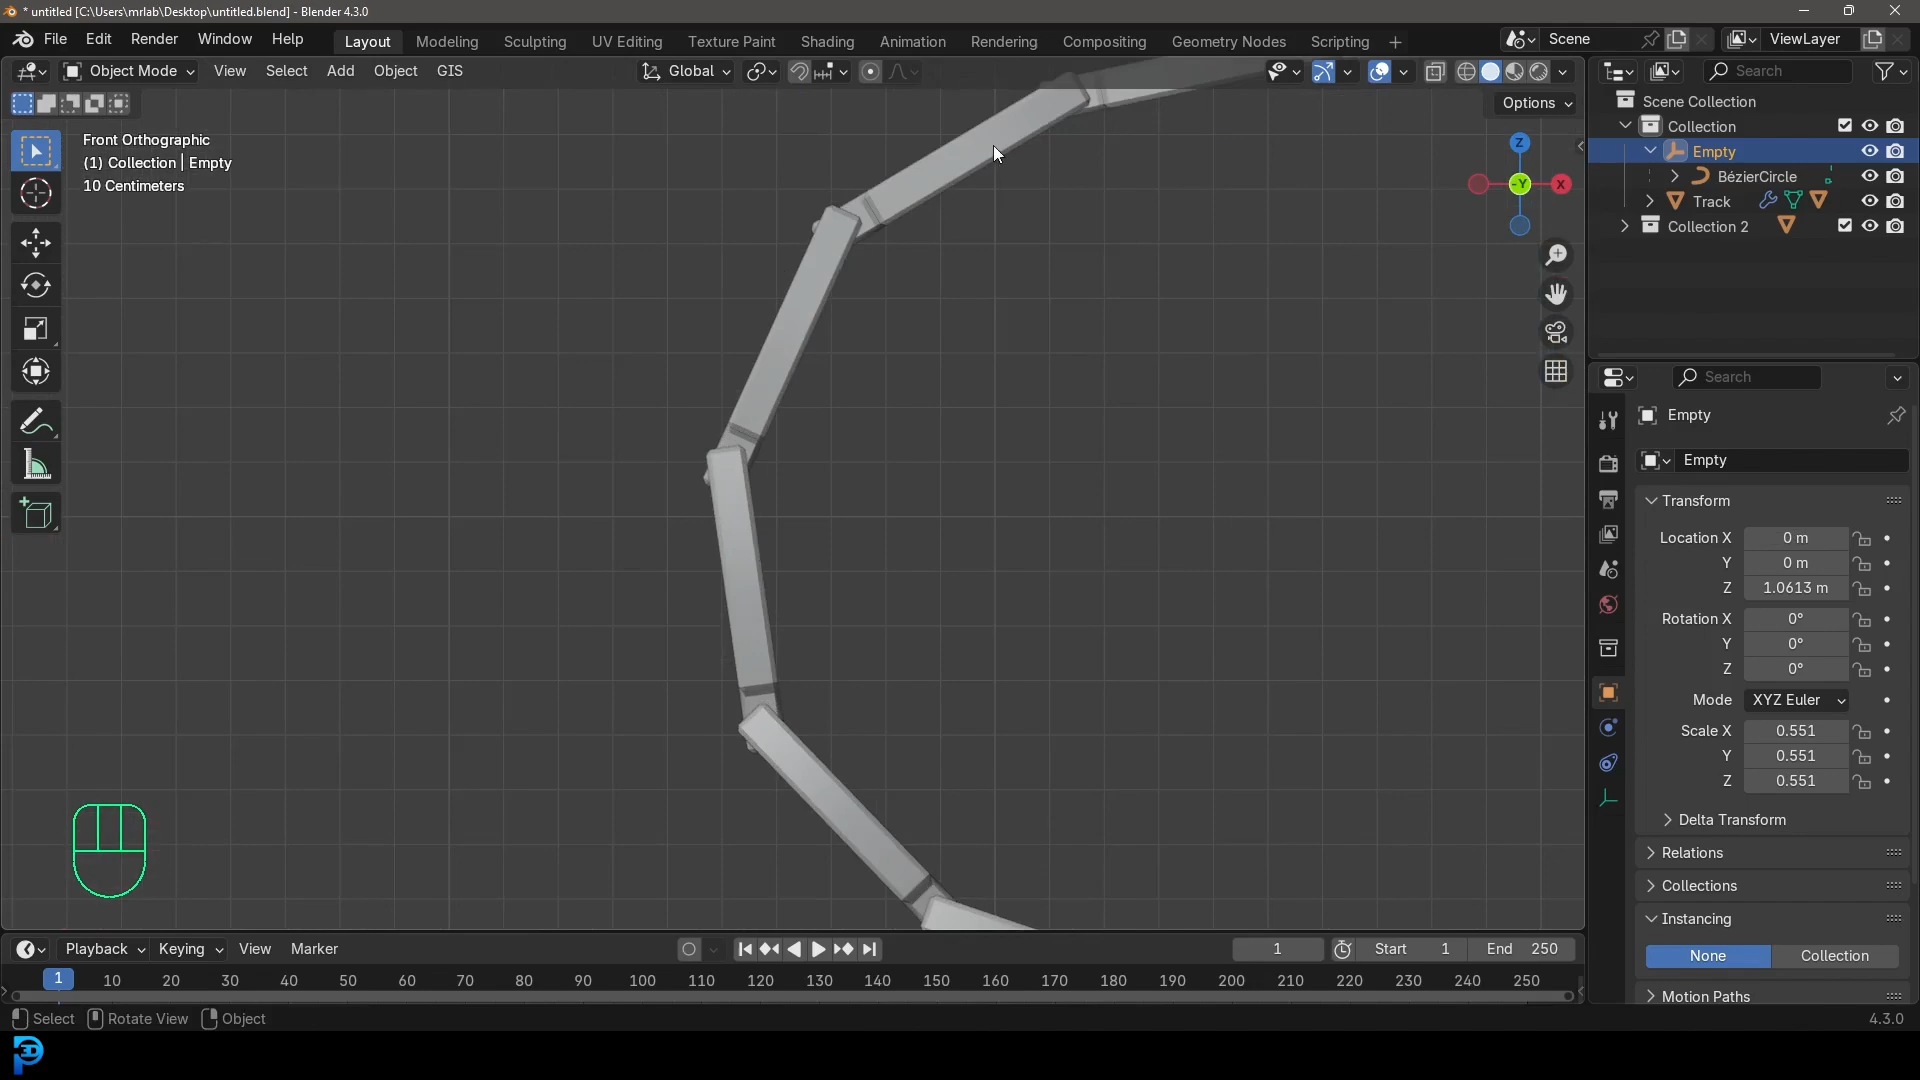 * untitled [C:\Users\mrlab\Desktop\untitled.blend] - Blender 4.3.0
File Edit Render Window Help Layout Modeling Sculpting UV Editing Texture Paint Shading Animation Rendering Compositing Geometry Nodes Scripting + Scene ViewLayer
Object Mode View Select Add Object GIS Global Search
Options
Front Orthographic
(1) Collection | Empty
10 Centimeters
Z
-Y
X
Scene Collection
Collection
Empty
BézierCircle
Track
Collection 2
Search
Empty
Empty
Transform
Location X 0 m
Y 0 m
Z 1.0613 m
Rotation X 0°
Y 0°
Z 0°
Mode XYZ Euler
Scale X 0.551
Y 0.551
Z 0.551
Delta Transform
Relations
Collections
Instancing
None Collection
Motion Paths
Playback Keying View Marker 1 Start 1 End 250
1 10 20 30 40 50 60 70 80 90 100 110 120 130 140 150 160 170 180 190 200 210 220 230 240 250
Select Rotate View Object 4.3.0